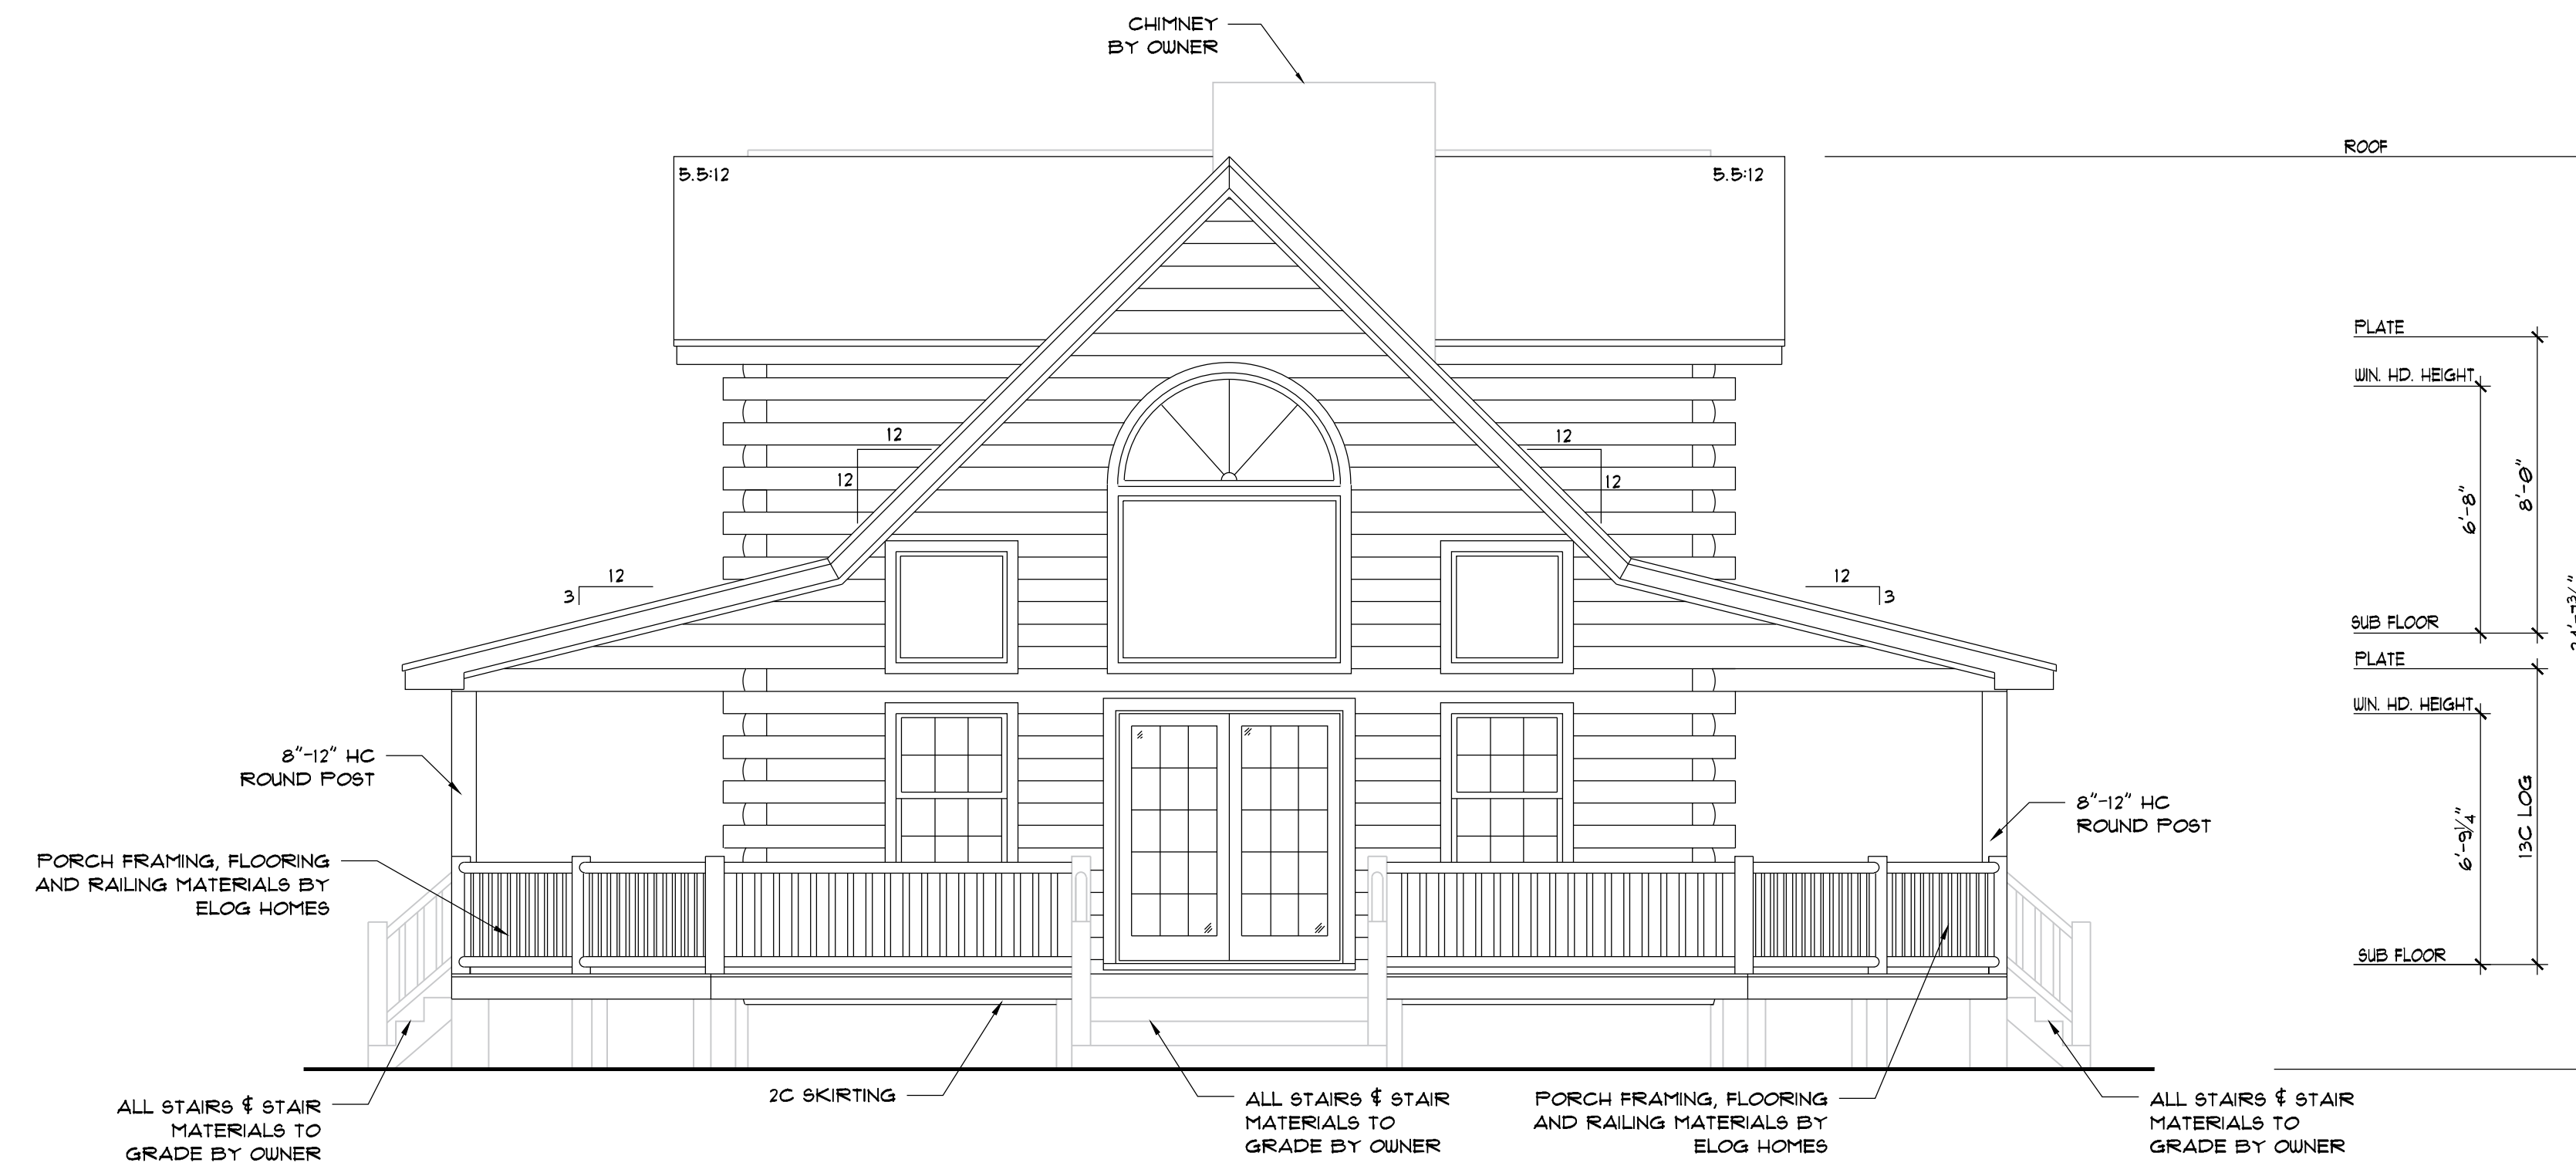 CHIMNEY
BY OWNER
ROOF
5.5:12
5.5:12
PLATE
WIN. HD. HEIGHT
12
12
12
12
6'-8"
8'-0"
12
3
12
3
SUB FLOOR
PLATE
WIN. HD. HEIGHT
8"-12" HC
ROUND POST
8"-12" HC
ROUND POST
6'-9 1/4"
13C LOG
PORCH FRAMING, FLOORING
AND RAILING MATERIALS BY
ELOG HOMES
SUB FLOOR
ALL STAIRS & STAIR
MATERIALS TO
GRADE BY OWNER
2C SKIRTING
ALL STAIRS & STAIR
MATERIALS TO
GRADE BY OWNER
PORCH FRAMING, FLOORING
AND RAILING MATERIALS BY
ELOG HOMES
ALL STAIRS & STAIR
MATERIALS TO
GRADE BY OWNER